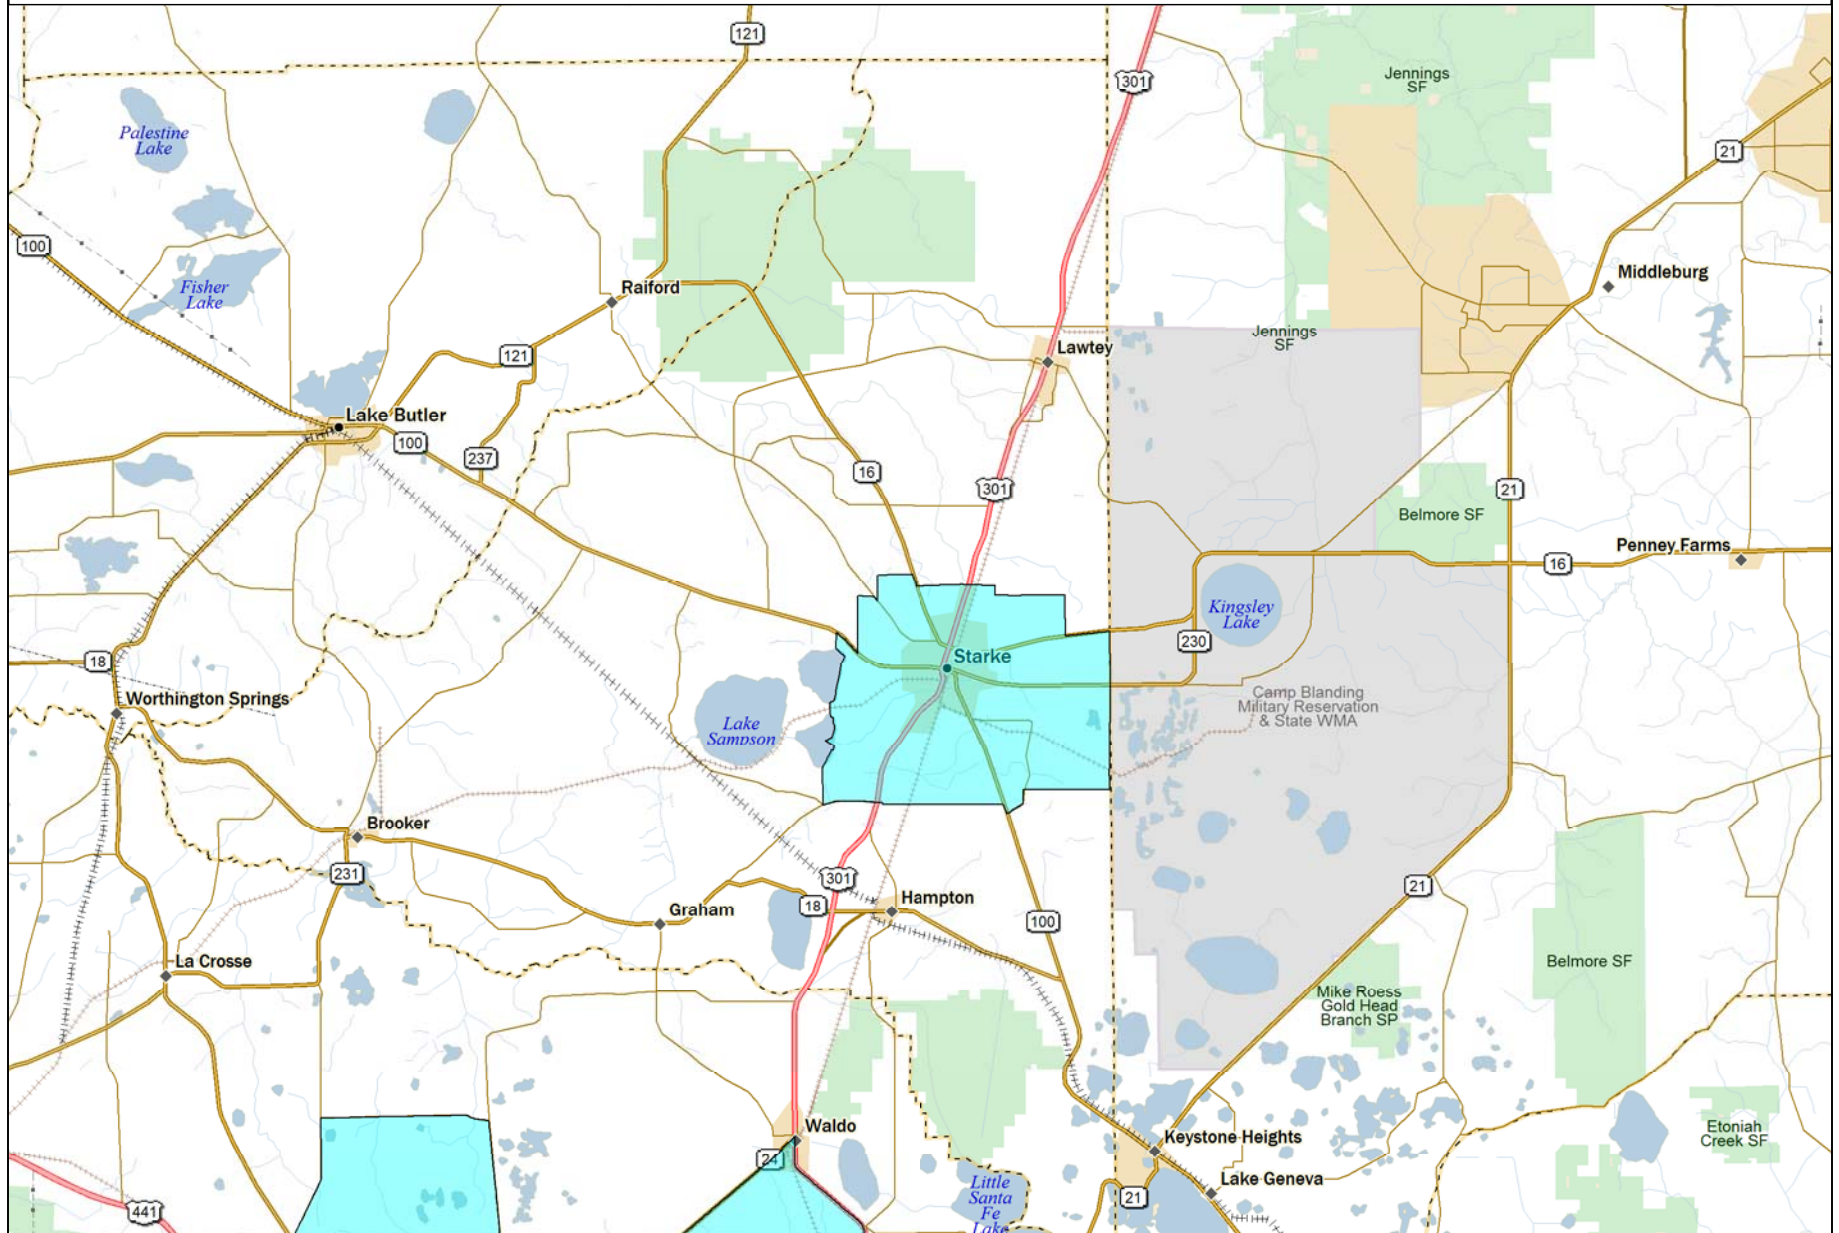 121
301
Jennings
SF
21
Palestine
Lake
100
Fisher
Lake
Raiford
Middleburg
Jennings
SF
Lawtey
121
Lake Butler
100
237
16
301
21
Belmore SF
Penney Farms
16
Kingsley
Lake
230
Starke
18
Worthington Springs
Camp Blanding
Military Reservation
& State WMA
Lake
Sampson
Brooker
231
301
21
Hampton
18
Graham
100
La Crosse
Belmore SF
Mike Roess
Gold Head
Branch SP
Waldo
24
Keystone Heights
Etoniah
Creek SF
Lake Geneva
21
Little
Santa
Fe
Lake
441